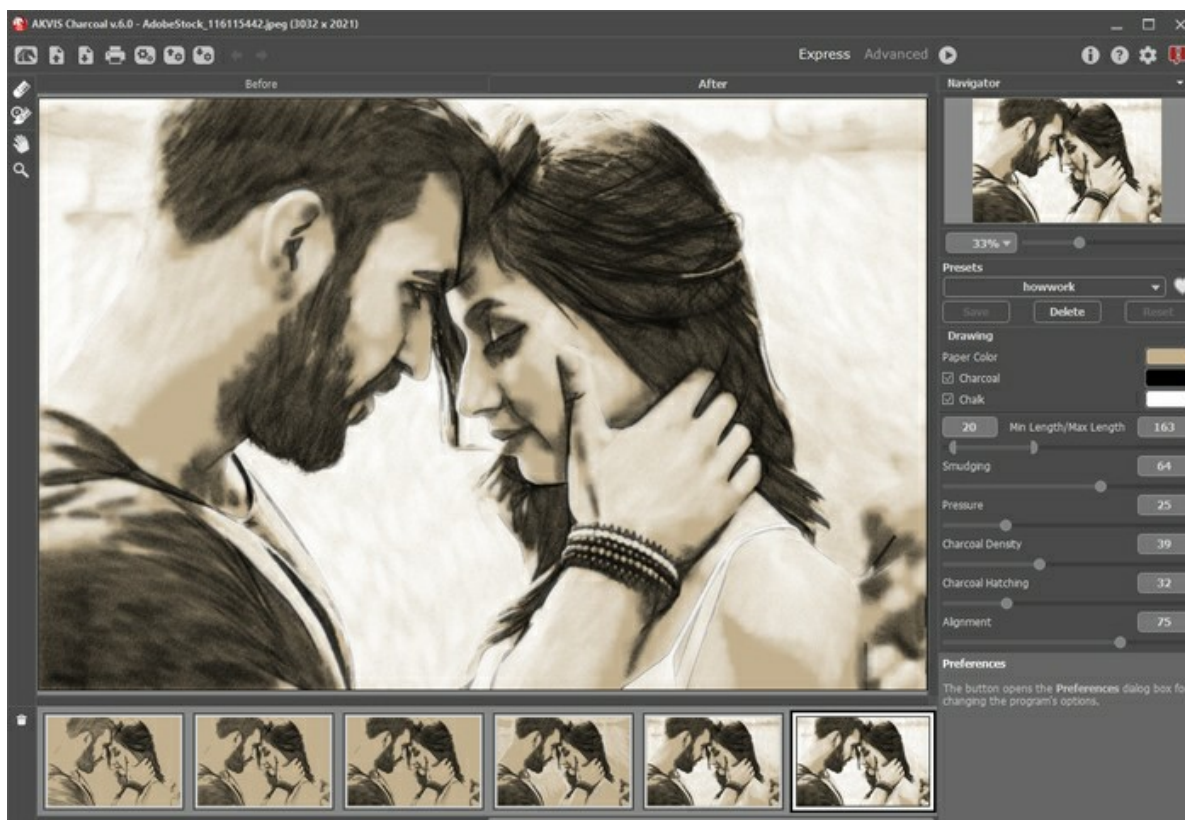 AKVIS Charcoal v.6.0 - AdobeStock_116115442.jpeg (3032 x 2021)
Express Advanced
Before After
Navigator
33%
Presets
howwork
Save Delete Reset
Drawing
Paper Color
Charcoal
Chalk
20 Min Length/Max Length 163
Smudging 64
Pressure 25
Charcoal Density 39
Charcoal Hatching 32
Alignment 75
Preferences
The button opens the Preferences dialog box fo
changing the program's options.